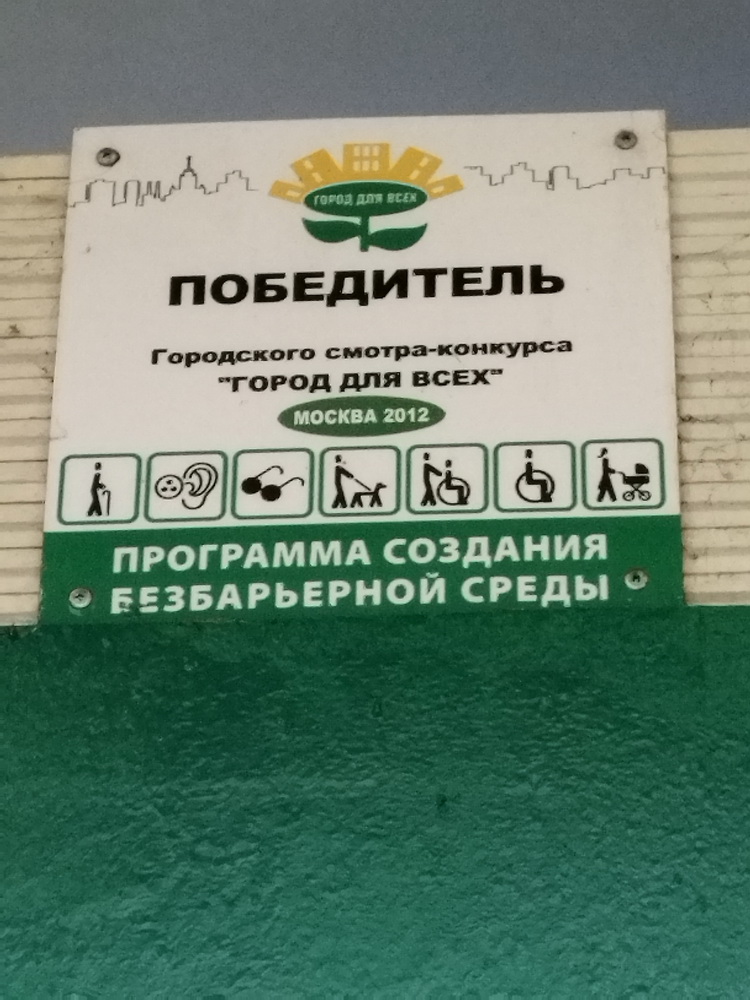 ГОРОД ДЛЯ ВСЕХ
ПОБЕДИТЕЛЬ
Городского смотра-конкурса
"ГОРОД ДЛЯ ВСЕХ"
МОСКВА 2012
ПРОГРАММА СОЗДАНИЯ
БЕЗБАРЬЕРНОЙ СРЕДЫ